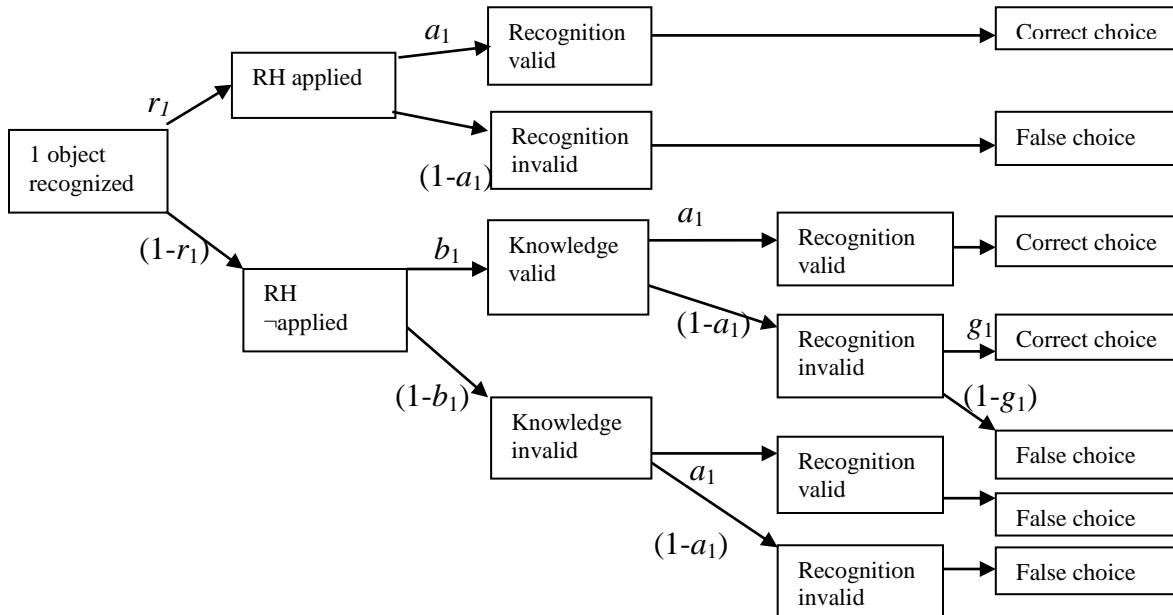 a1
Recognition
valid
Correct choice
RH applied
r1
1 object
recognized
Recognition
invalid
False choice
(1-a1)
(1-r1)
RH
¬applied
b1
Knowledge
valid
a1
Recognition
valid
Correct choice
(1-a1)
Recognition
invalid
g1
Correct choice
(1-g1)
False choice
(1-b1)
Knowledge
invalid
a1
Recognition
valid
False choice
(1-a1)
Recognition
invalid
False choice